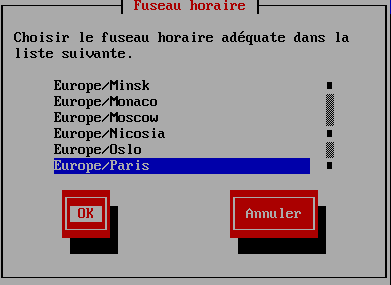 Fuseau horaire
Choisir le fuseau horaire adéquate dans la
liste suivante.
Europe/Minsk
Europe/Monaco
Europe/Moscow
Europe/Nicosia
Europe/Oslo
Europe/Paris
OK
Annuler